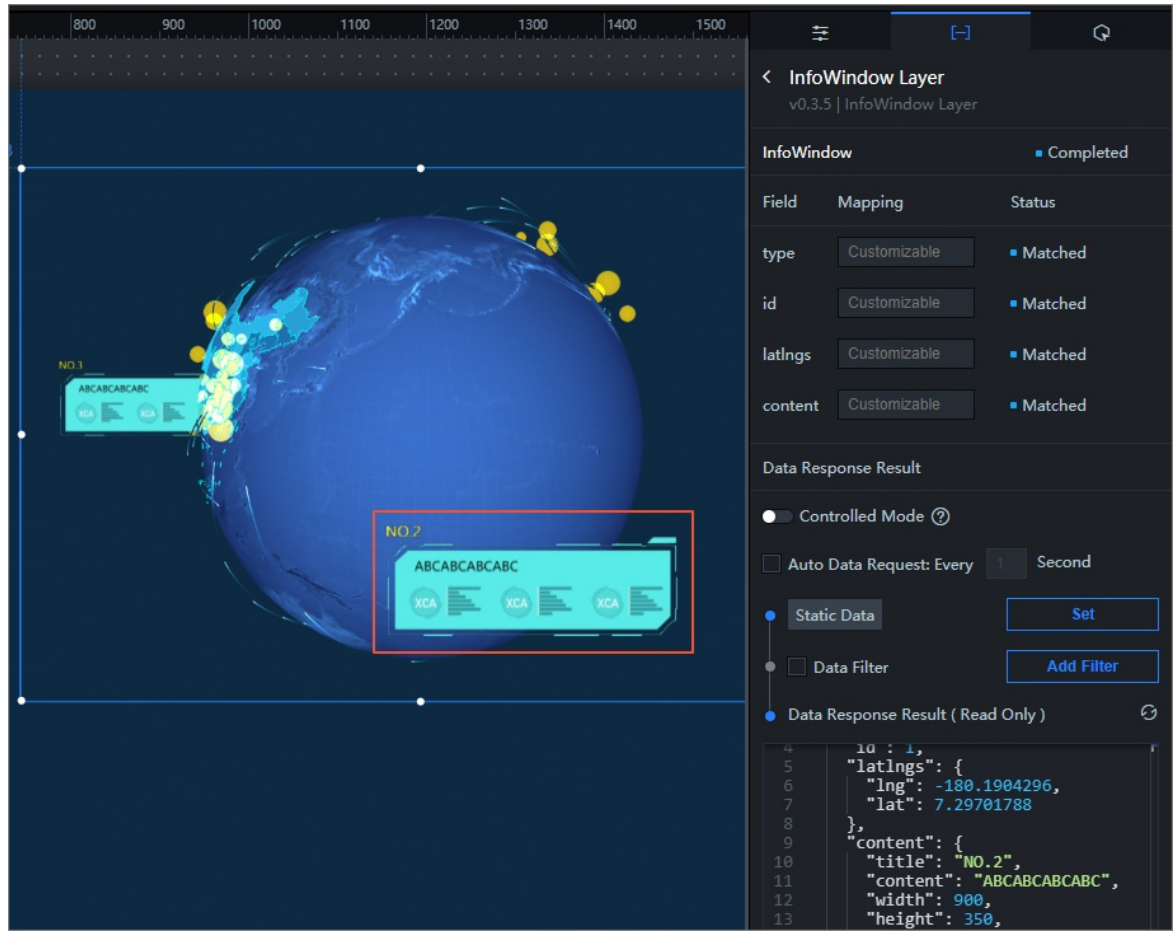 800 900 1000 1100 1200 1300 1400 1500
NO.3
ABCABCABCABC
XCA XCA
NO.2
ABCABCABCABC
XCA XCA XCA
InfoWindow Layer
v0.3.5 | InfoWindow Layer
InfoWindow Completed
Field Mapping Status
type Customizable Matched
id Customizable Matched
latlngs Customizable Matched
content Customizable Matched
Data Response Result
Controlled Mode ?
Auto Data Request: Every 1 Second
Static Data Set
Data Filter Add Filter
Data Response Result ( Read Only )
4 "id": 1,
5 "latlngs": {
6 "lng": -180.1904296,
7 "lat": 7.29701788
8 },
9 "content": {
10 "title": "NO.2",
11 "content": "ABCABCABCABC",
12 "width": 900,
13 "height": 350,